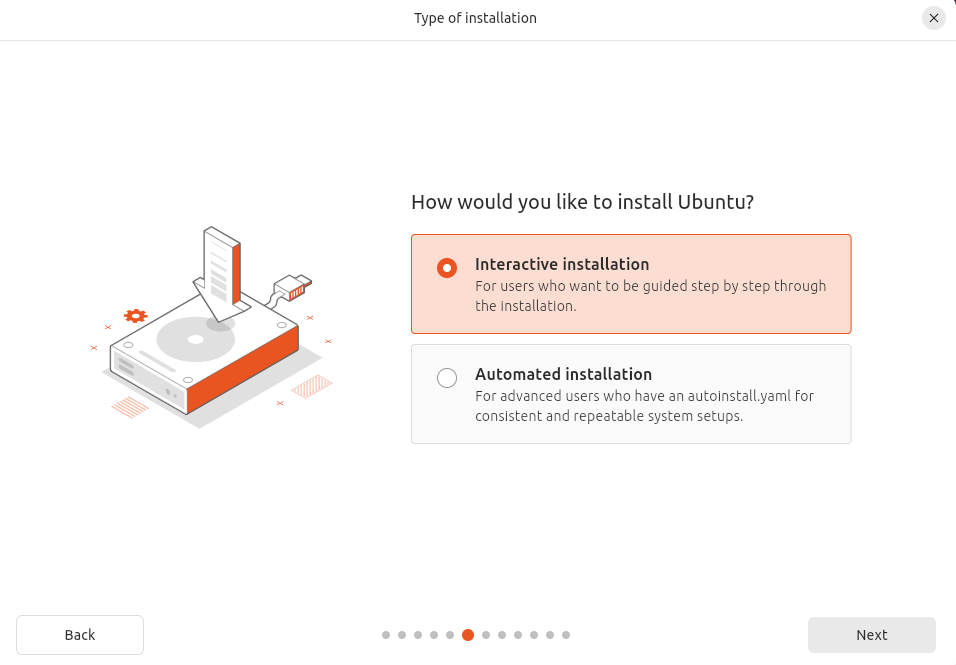 Type of installation
How would you like to install Ubuntu?
Interactive installation
For users who want to be guided step by step through
the installation.
Automated installation
For advanced users who have an autoinstall.yaml for
consistent and repeatable system setups.
Back
Next